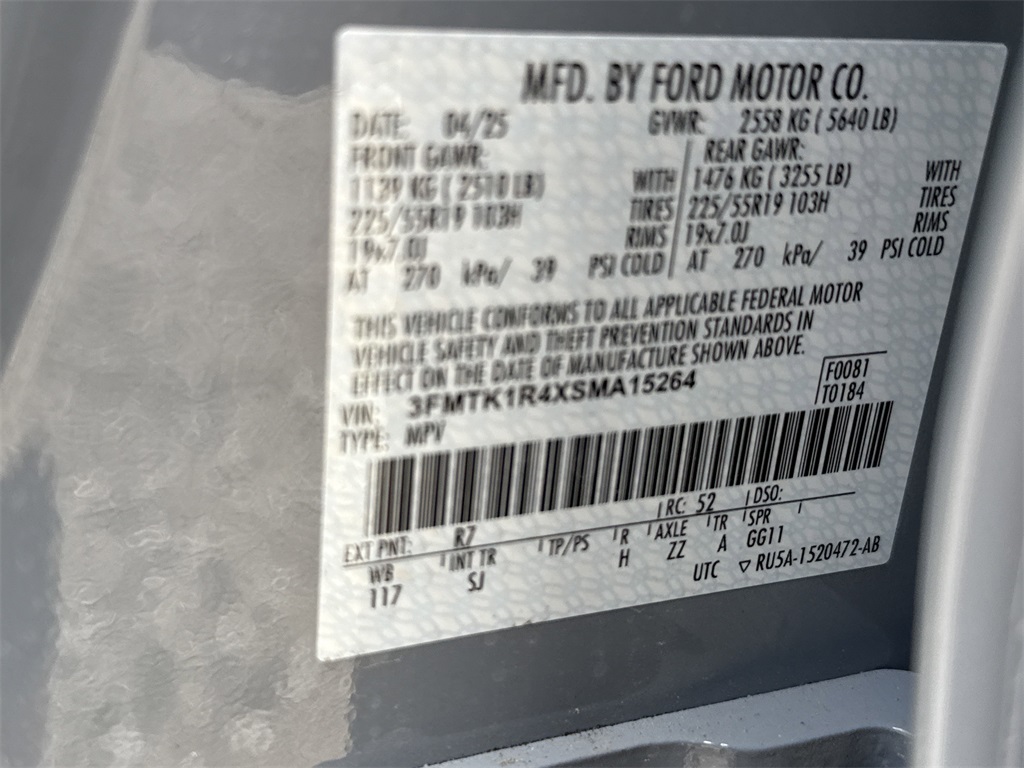 MFD. BY FORD MOTOR CO.
DATE: 04/25 GVWR: 2558 KG ( 5640 LB)
FRONT GAWR: REAR GAWR:
1139 KG ( 2510 LB) WITH 1476 KG ( 3255 LB) WITH
225/55R19 103H TIRES 225/55R19 103H TIRES
19x7.0J RIMS 19x7.0J RIMS
AT 270 kPa/ 39 PSI COLD AT 270 kPa/ 39 PSI COLD
THIS VEHICLE CONFORMS TO ALL APPLICABLE FEDERAL MOTOR
VEHICLE SAFETY AND THEFT PREVENTION STANDARDS IN
EFFECT ON THE DATE OF MANUFACTURE SHOWN ABOVE.
VIN: 3FMTK1R4XSMA15264 F0081
TYPE: MPV T0184
EXT PNT: R7 RC: 52 DSO:
WB INT TR TP/PS R AXLE TR SPR
117 SJ H ZZ A GG11
UTC ▽ RU5A-1520472-AB